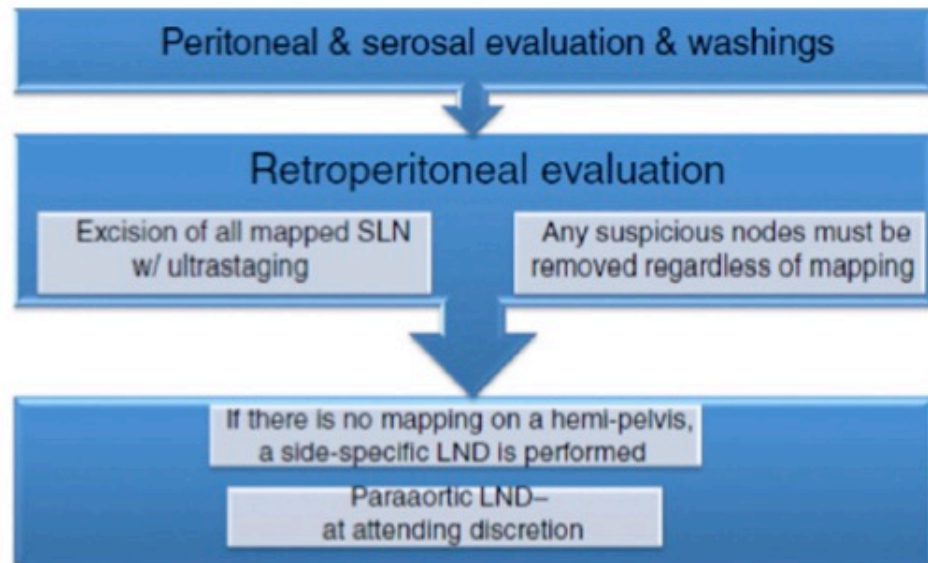 Peritoneal & serosal evaluation & washings
Retroperitoneal evaluation
Excision of all mapped SLN
w/ ultrastaging
Any suspicious nodes must be
removed regardless of mapping
If there is no mapping on a hemi-pelvis,
a side-specific LND is performed
Paraaortic LND–
at attending discretion